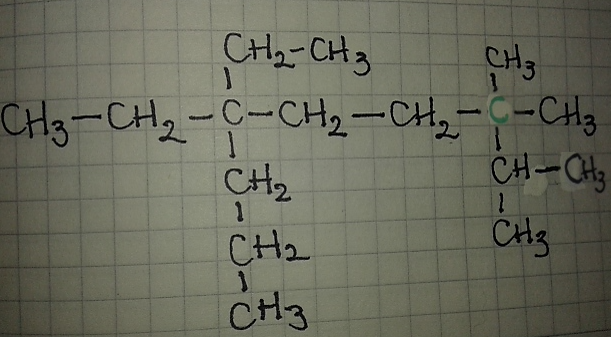 CH₂-CH₃ CH₃
CH₃-CH₂-C-CH₂-CH₂-C-CH₃
CH₂ CH-CH₃
CH₂ CH₃
CH₃